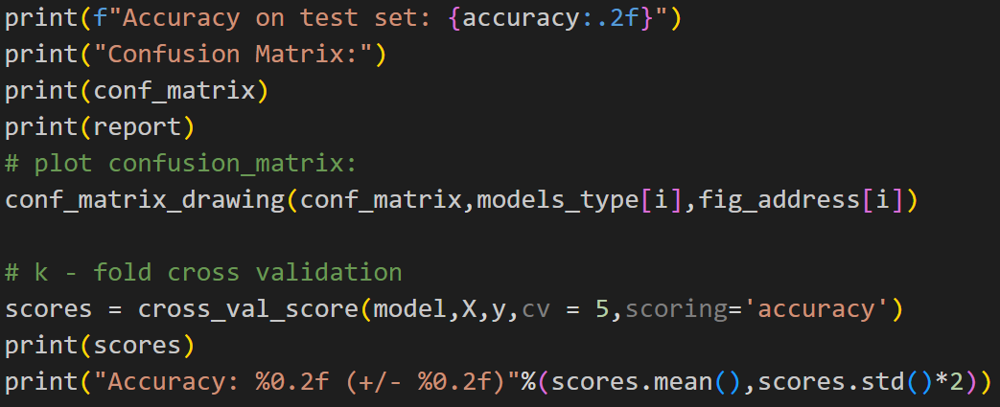 print(f"Accuracy on test set: {accuracy:.2f}")
print("Confusion Matrix:")
print(conf_matrix)
print(report)
# plot confusion_matrix:
conf_matrix_drawing(conf_matrix,models_type[i],fig_address[i])
# k - fold cross validation
scores = cross_val_score(model,X,y,cv = 5,scoring='accuracy')
print(scores)
print("Accuracy: %0.2f (+/- %0.2f)"%(scores.mean(),scores.std()*2))